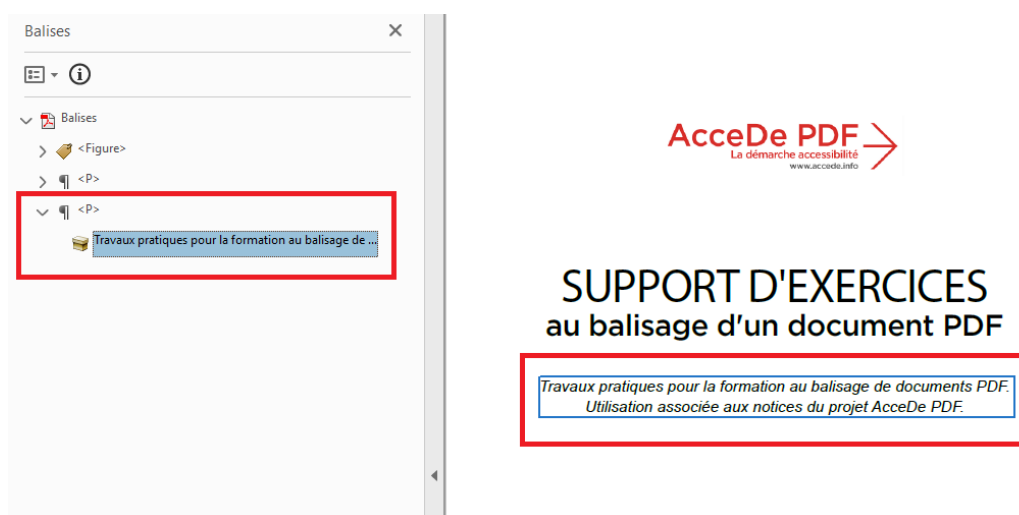 Balises
Balises
<Figure>
<P>
<P>
Travaux pratiques pour la formation au balisage de ...
AcceDe PDF
La démarche accessibilité
www.accede.info
SUPPORT D'EXERCICES
au balisage d'un document PDF
Travaux pratiques pour la formation au balisage de documents PDF.
Utilisation associée aux notices du projet AcceDe PDF.